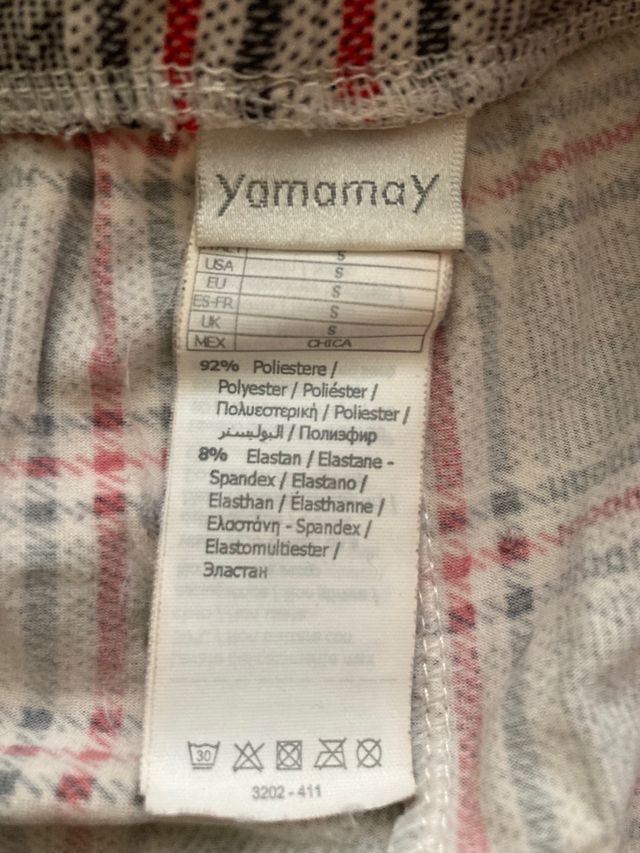 yamamay
S
USA S
EU S
ES-FR S
UK S
MEX CHICA
92% Poliestere /
Polyester / Poliéster /
Πολυεστερική / Poliester /
البوليستر / Полиэфир
8% Elastan / Elastane -
Spandex / Elastano /
Elasthan / Élasthanne /
Ελαστάνη - Spandex /
Elastomultiester /
Эластан
30
3202 - 411